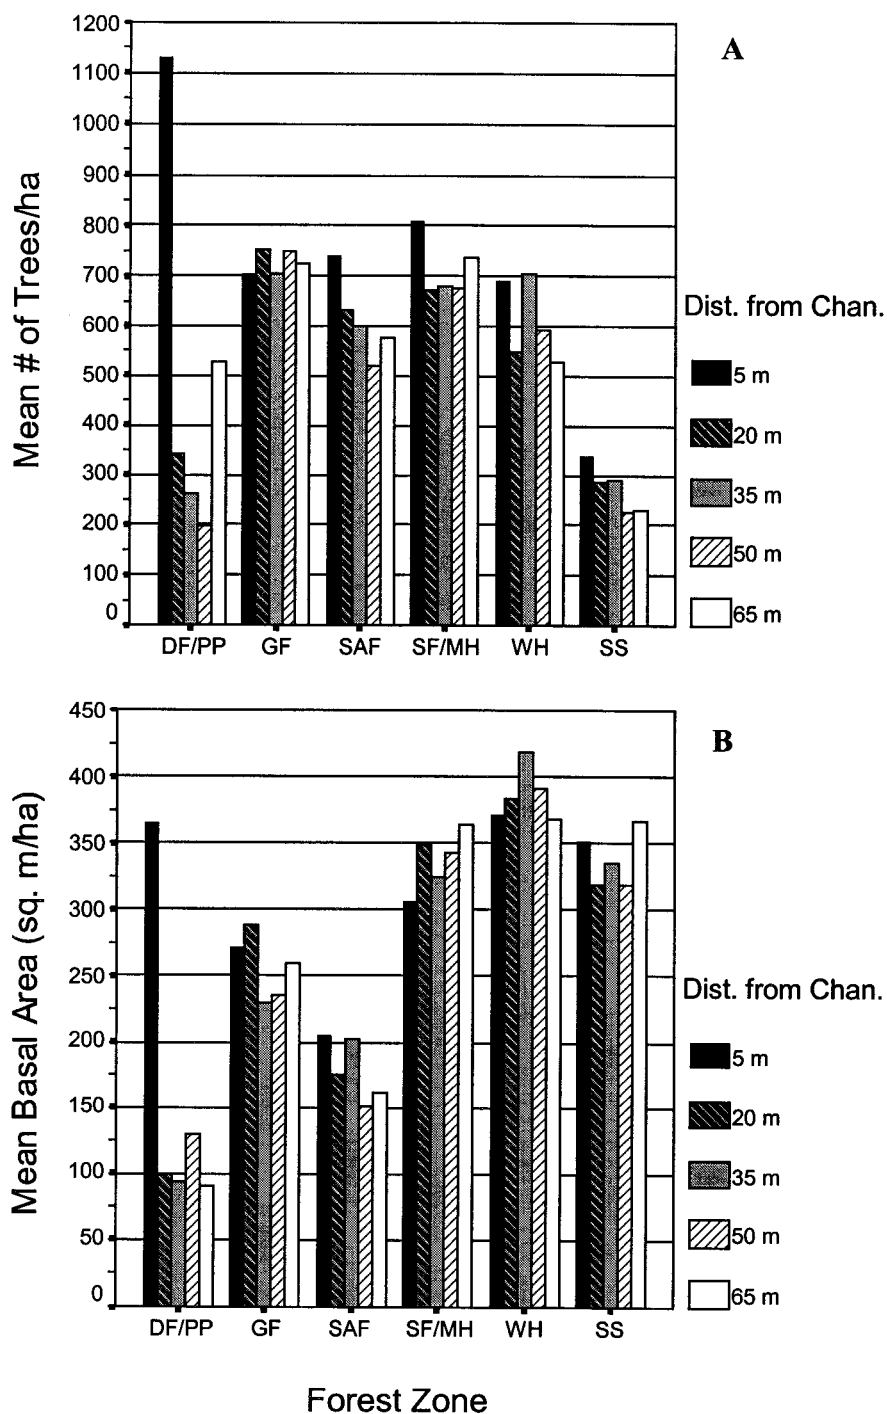 A
Mean # of Trees/ha
1200
1100
1000
900
800
700
600
500
400
300
200
100
0
DF/PP GF SAF SF/MH WH SS
Dist. from Chan.
5 m
20 m
35 m
50 m
65 m
B
Mean Basal Area (sq. m/ha)
450
400
350
300
250
200
150
100
50
0
DF/PP GF SAF SF/MH WH SS
Dist. from Chan.
5 m
20 m
35 m
50 m
65 m
Forest Zone